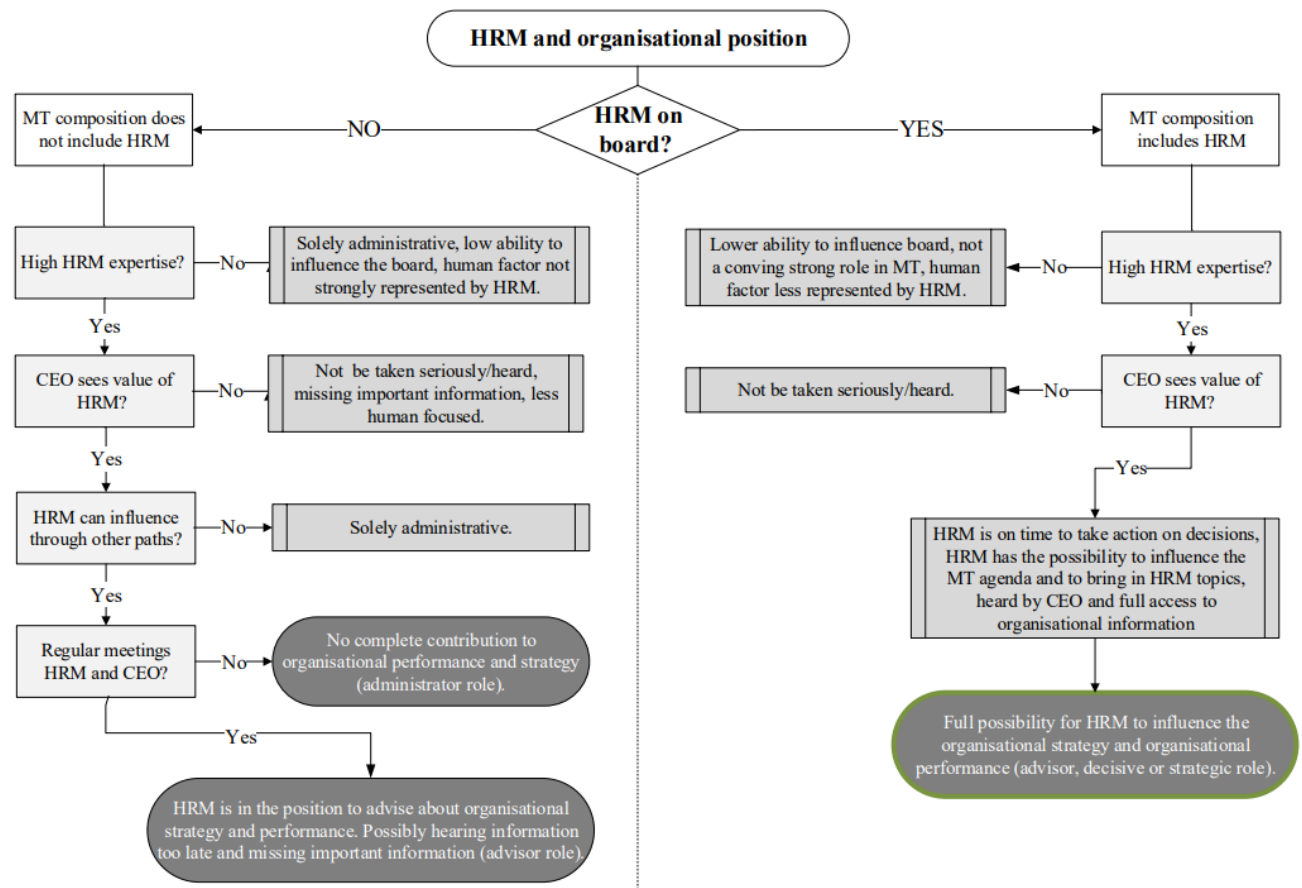 HRM and organisational position
HRM on
board?
NO
YES
MT composition does
not include HRM
High HRM expertise?
No
Solely administrative, low ability to
influence the board, human factor not
strongly represented by HRM.
Yes
CEO sees value of
HRM?
No
Not be taken seriously/heard,
missing important information, less
human focused.
Yes
HRM can influence
through other paths?
No
Solely administrative.
Yes
Regular meetings
HRM and CEO?
No
No complete contribution to
organisational performance and strategy
(administrator role).
Yes
HRM is in the position to advise about organisational
strategy and performance. Possibly hearing information
too late and missing important information (advisor role).
MT composition
includes HRM
High HRM expertise?
No
Lower ability to influence board, not
a conving strong role in MT, human
factor less represented by HRM.
Yes
CEO sees value of
HRM?
No
Not be taken seriously/heard.
Yes
HRM is on time to take action on decisions,
HRM has the possibility to influence the
MT agenda and to bring in HRM topics,
heard by CEO and full access to
organisational information
Full possibility for HRM to influence the
organisational strategy and organisational
performance (advisor, decisive or strategic role).